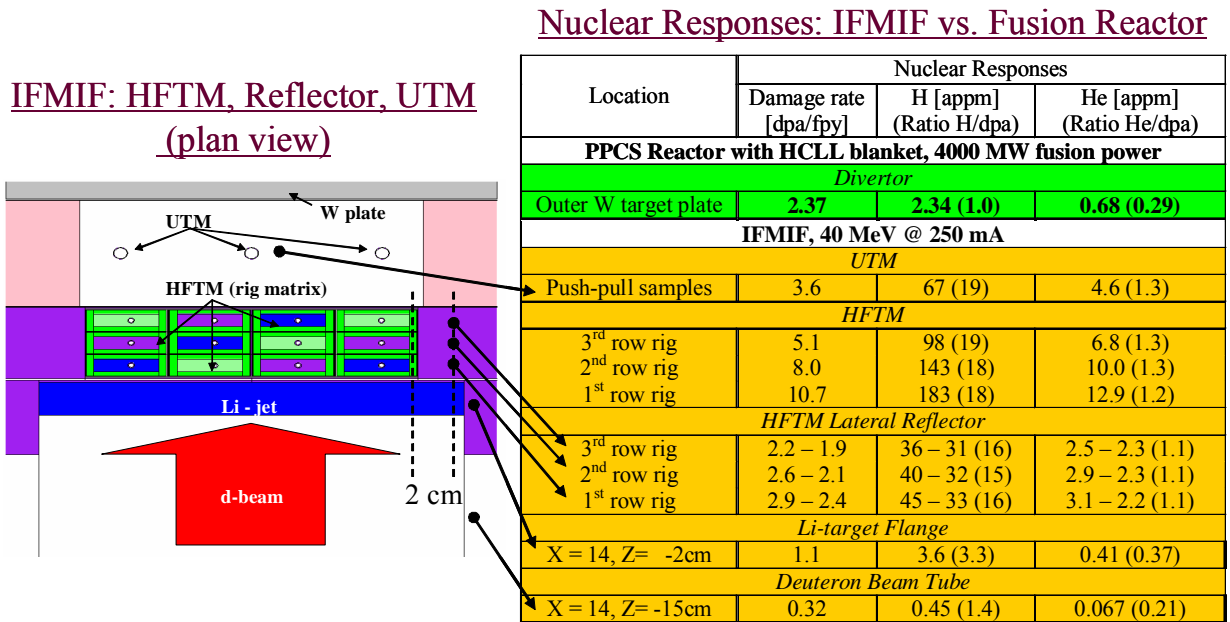 Nuclear Responses: IFMIF vs. Fusion Reactor
IFMIF: HFTM, Reflector, UTM
(plan view)
W plate
UTM
HFTM (rig matrix)
Li - jet
d-beam
2 cm
Location
Nuclear Responses
Damage rate [dpa/fpy]
H [appm] (Ratio H/dpa)
He [appm] (Ratio He/dpa)
PPCS Reactor with HCLL blanket, 4000 MW fusion power
Divertor
Outer W target plate 2.37 2.34 (1.0) 0.68 (0.29)
IFMIF, 40 MeV @ 250 mA
UTM
Push-pull samples 3.6 67 (19) 4.6 (1.3)
HFTM
3rd row rig 5.1 98 (19) 6.8 (1.3)
2nd row rig 8.0 143 (18) 10.0 (1.3)
1st row rig 10.7 183 (18) 12.9 (1.2)
HFTM Lateral Reflector
3rd row rig 2.2 – 1.9 36 – 31 (16) 2.5 – 2.3 (1.1)
2nd row rig 2.6 – 2.1 40 – 32 (15) 2.9 – 2.3 (1.1)
1st row rig 2.9 – 2.4 45 – 33 (16) 3.1 – 2.2 (1.1)
Li-target Flange
X = 14, Z= -2cm 1.1 3.6 (3.3) 0.41 (0.37)
Deuteron Beam Tube
X = 14, Z= -15cm 0.32 0.45 (1.4) 0.067 (0.21)